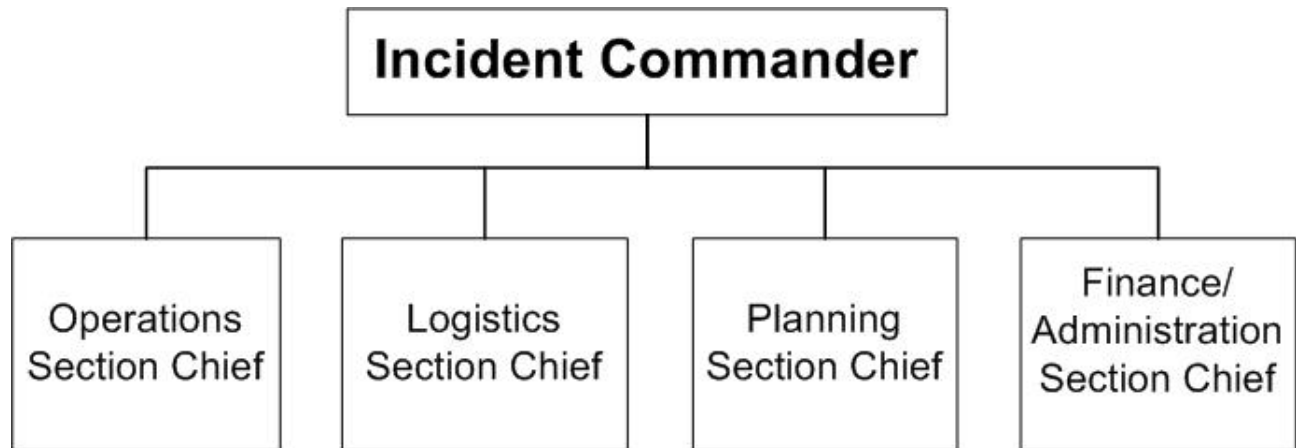 Incident Commander
Operations
Section Chief
Logistics
Section Chief
Planning
Section Chief
Finance/
Administration
Section Chief